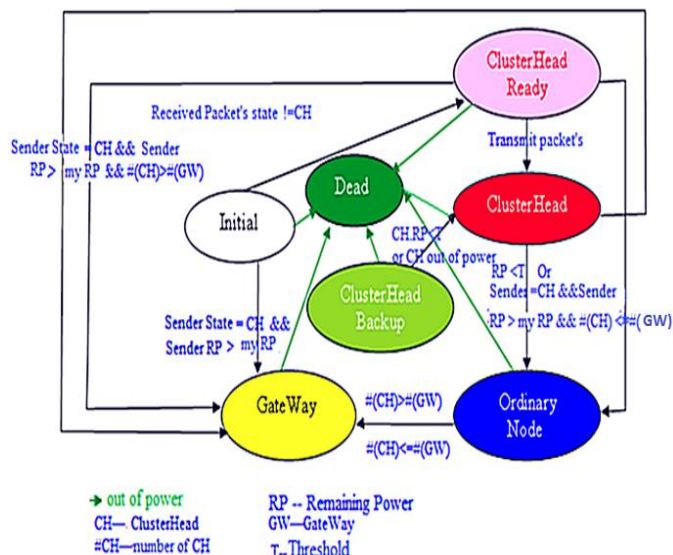 ClusterHead
Ready
Received Packet's state !=CH
Sender State = CH && Sender
RP > my RP && #(CH)>#(GW)
Transmit packet's
Dead
ClusterHead
Initial
CH.RP<T
or CH out of power
RP <T Or
Sender =CH &&Sender
RP > my RP && #(CH) <=#(GW)
ClusterHead
Backup
Sender State = CH &&
Sender RP > my RP
GateWay
#(CH)>#(GW)
#(CH)<=#(GW)
Ordinary
Node
out of power
CH—. ClusterHead
#CH—number of CH
RP -- Remaining Power
GW—GateWay
T--Threshold